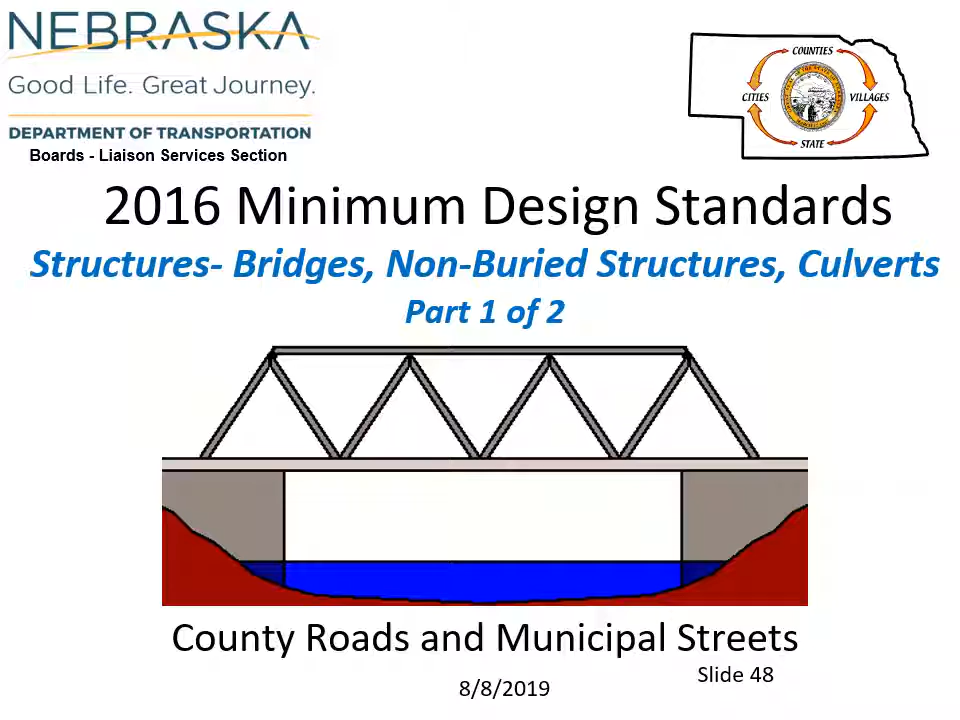 NEBRASKA
Good Life. Great Journey.
DEPARTMENT OF TRANSPORTATION
Boards - Liaison Services Section
COUNTIES
CITIES
VILLAGES
STATE
2016 Minimum Design Standards
Structures- Bridges, Non-Buried Structures, Culverts
Part 1 of 2
County Roads and Municipal Streets
Slide 48
8/8/2019